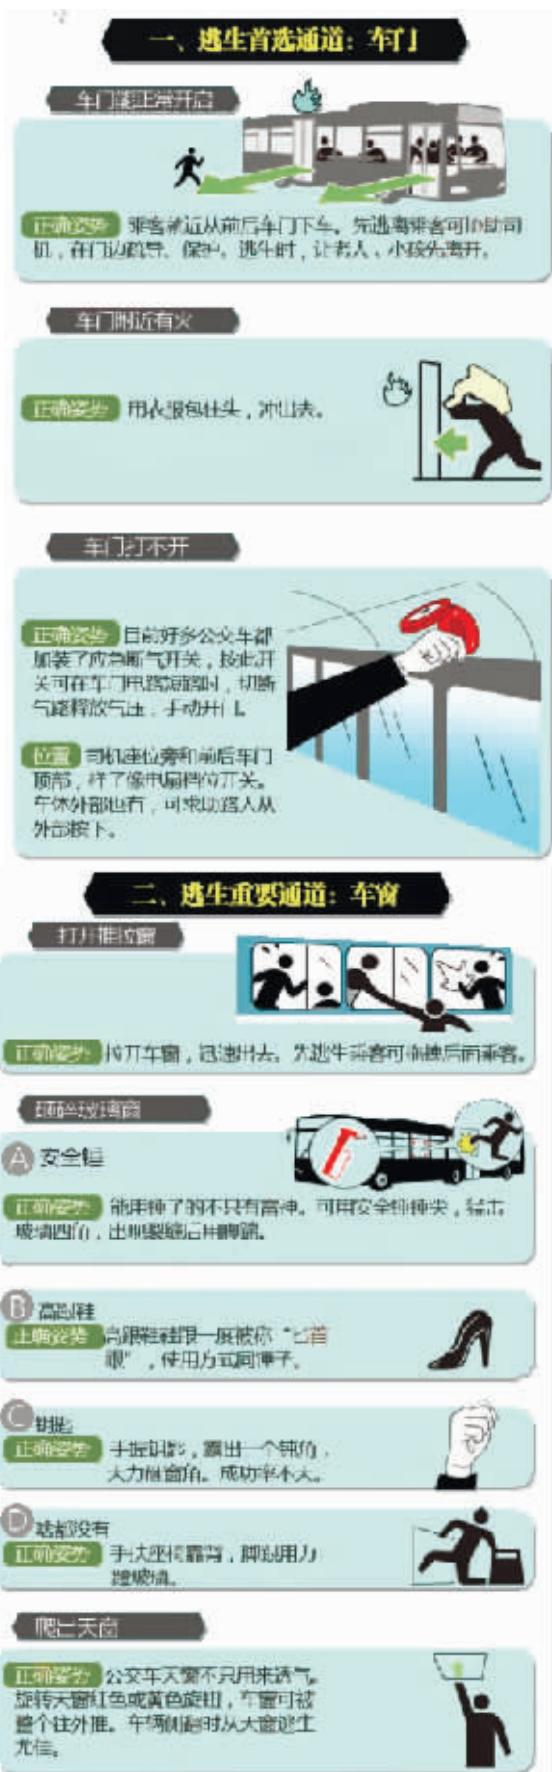 一、逃生首选通道：车门
车门能正常开启
正确姿势 乘客就近从前后车门下车。先逃离乘客可协助司
机，在门边疏导、保护。逃生时，让老人、小孩先离开。
车门附近有火
正确姿势 用衣服包住头，冲出去。
车门打不开
正确姿势 目前好多公交车都
加装了应急断气开关，按此开
关可在车门电路短路时，切断
气路释放气压，手动开门。
位置 司机座位旁和前后车门
顶部，样子像电扇档位开关。
车体外部也有，可求助路人从
外部按下。
二、逃生重要通道：车窗
打开推拉窗
正确姿势 拉开车窗，迅速出去。先逃生乘客可拖拽后面乘客。
砸碎玻璃窗
A 安全锤
正确姿势 能用锤子的不只有雷神。可用安全锤锤尖，猛击
玻璃四角，出现裂缝后用脚踹。
B 高跟鞋
正确姿势 高跟鞋鞋跟一度被称“匕首
跟”，使用方式同锤子。
C 钥匙
正确姿势 手握钥匙，露出一个钝角，
大力敲窗角。成功率不大。
D 啥都没有
正确姿势 手扶座椅靠背，脚跟用力
蹬玻璃。
爬出天窗
正确姿势 公交车天窗不只用来透气。
旋转天窗红色或黄色旋钮，车窗可被
整个往外推。车辆侧翻时从天窗逃生
尤佳。